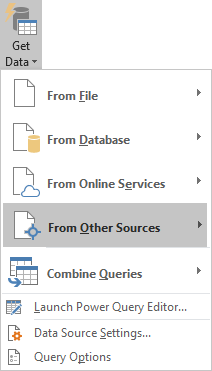 Get
Data
From File
From Database
From Online Services
From Other Sources
Combine Queries
Launch Power Query Editor...
Data Source Settings...
Query Options